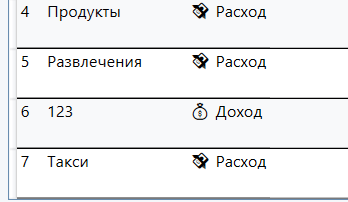 4 Продукты Расход
5 Развлечения Расход
6 123 Доход
7 Такси Расход